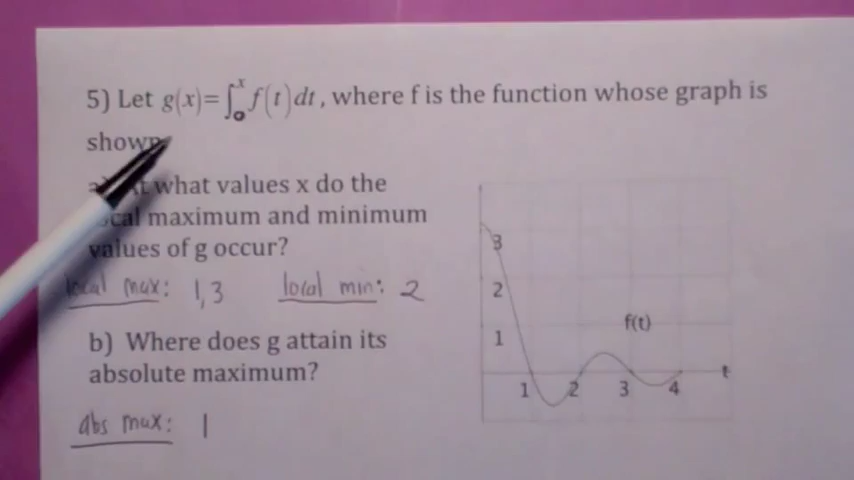 5) Let g(x)=∫₀ˣ f(t)dt, where f is the function whose graph is
shown
what values x do the
maximum and minimum
values of g occur?
local max: 1,3 local min: 2
b) Where does g attain its
absolute maximum?
abs max: 1
3
2
1
f(t)
t
1 2 3 4